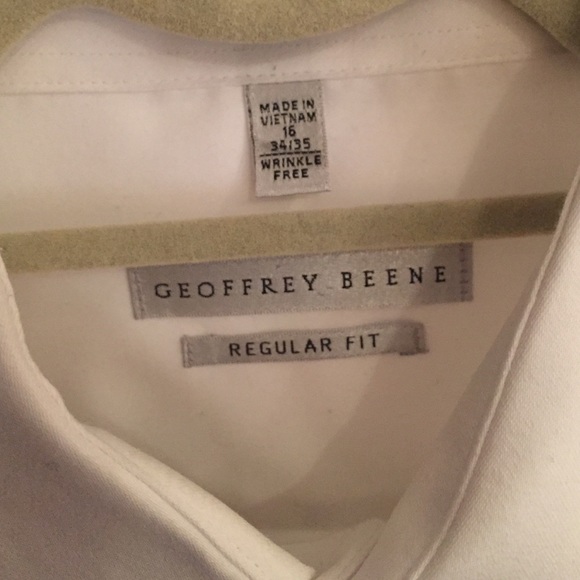 MADE IN
VIETNAM
16
34/35
WRINKLE
FREE
GEOFFREY BEENE
REGULAR FIT